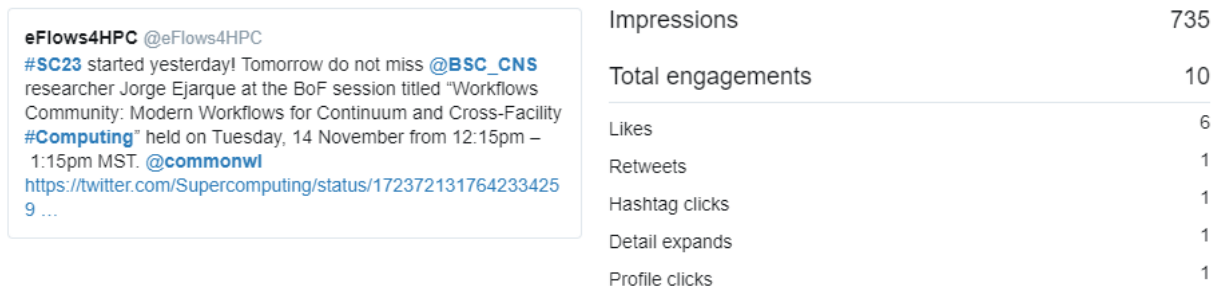 eFlows4HPC @eFlows4HPC
#SC23 started yesterday! Tomorrow do not miss @BSC_CNS
researcher Jorge Ejarque at the BoF session titled “Workflows
Community: Modern Workflows for Continuum and Cross-Facility
#Computing” held on Tuesday, 14 November from 12:15pm –
1:15pm MST. @commonwl
https://twitter.com/Supercomputing/status/172372131764233425
9 …
Impressions 735
Total engagements 10
Likes 6
Retweets 1
Hashtag clicks 1
Detail expands 1
Profile clicks 1